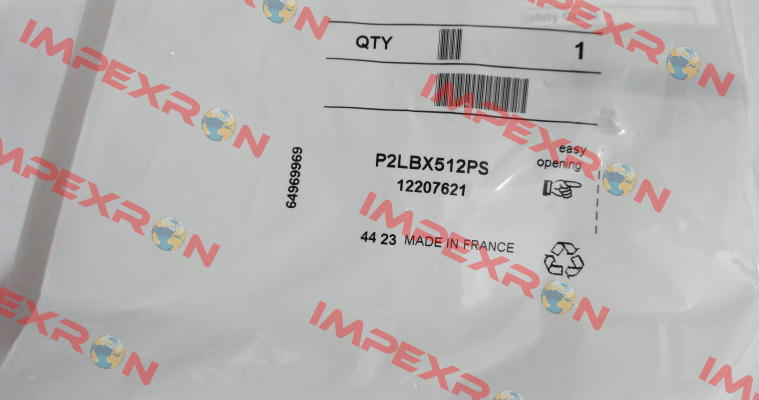 safety
QTY 1
P2LBX512PS
12207621
easy
opening
64969969
44 23 MADE IN FRANCE
IMPEXRON
IMPEXRON
IMPEXRON
IMPEXRON
IMPEXRON
IMPEXRON
IMPEXRON